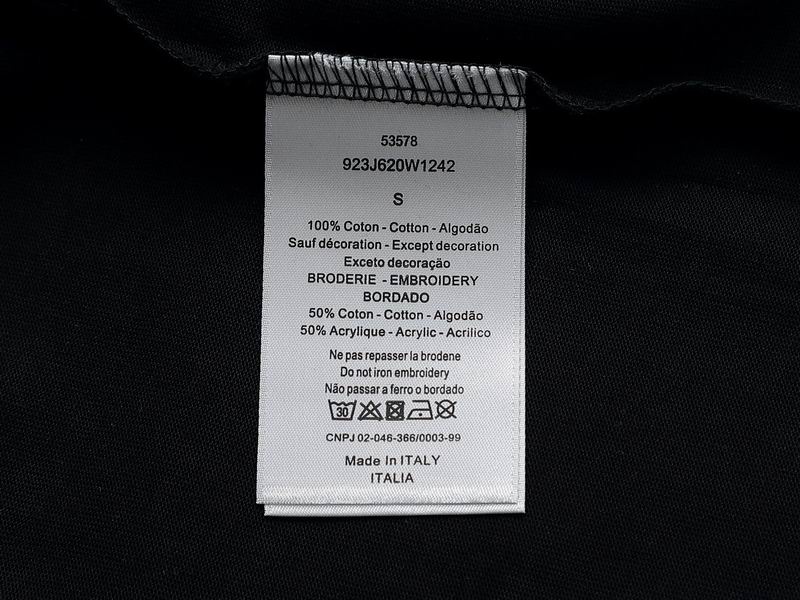 53578
923J620W1242
S
100% Coton - Cotton - Algodão
Sauf décoration - Except decoration
Exceto decoração
BRODERIE - EMBROIDERY
BORDADO
50% Coton - Cotton - Algodão
50% Acrylique - Acrylic - Acrilico
Ne pas repasser la brodene
Do not iron embroidery
Não passar a ferro o bordado
30
CNPJ 02-046-366/0003-99
Made In ITALY
ITALIA